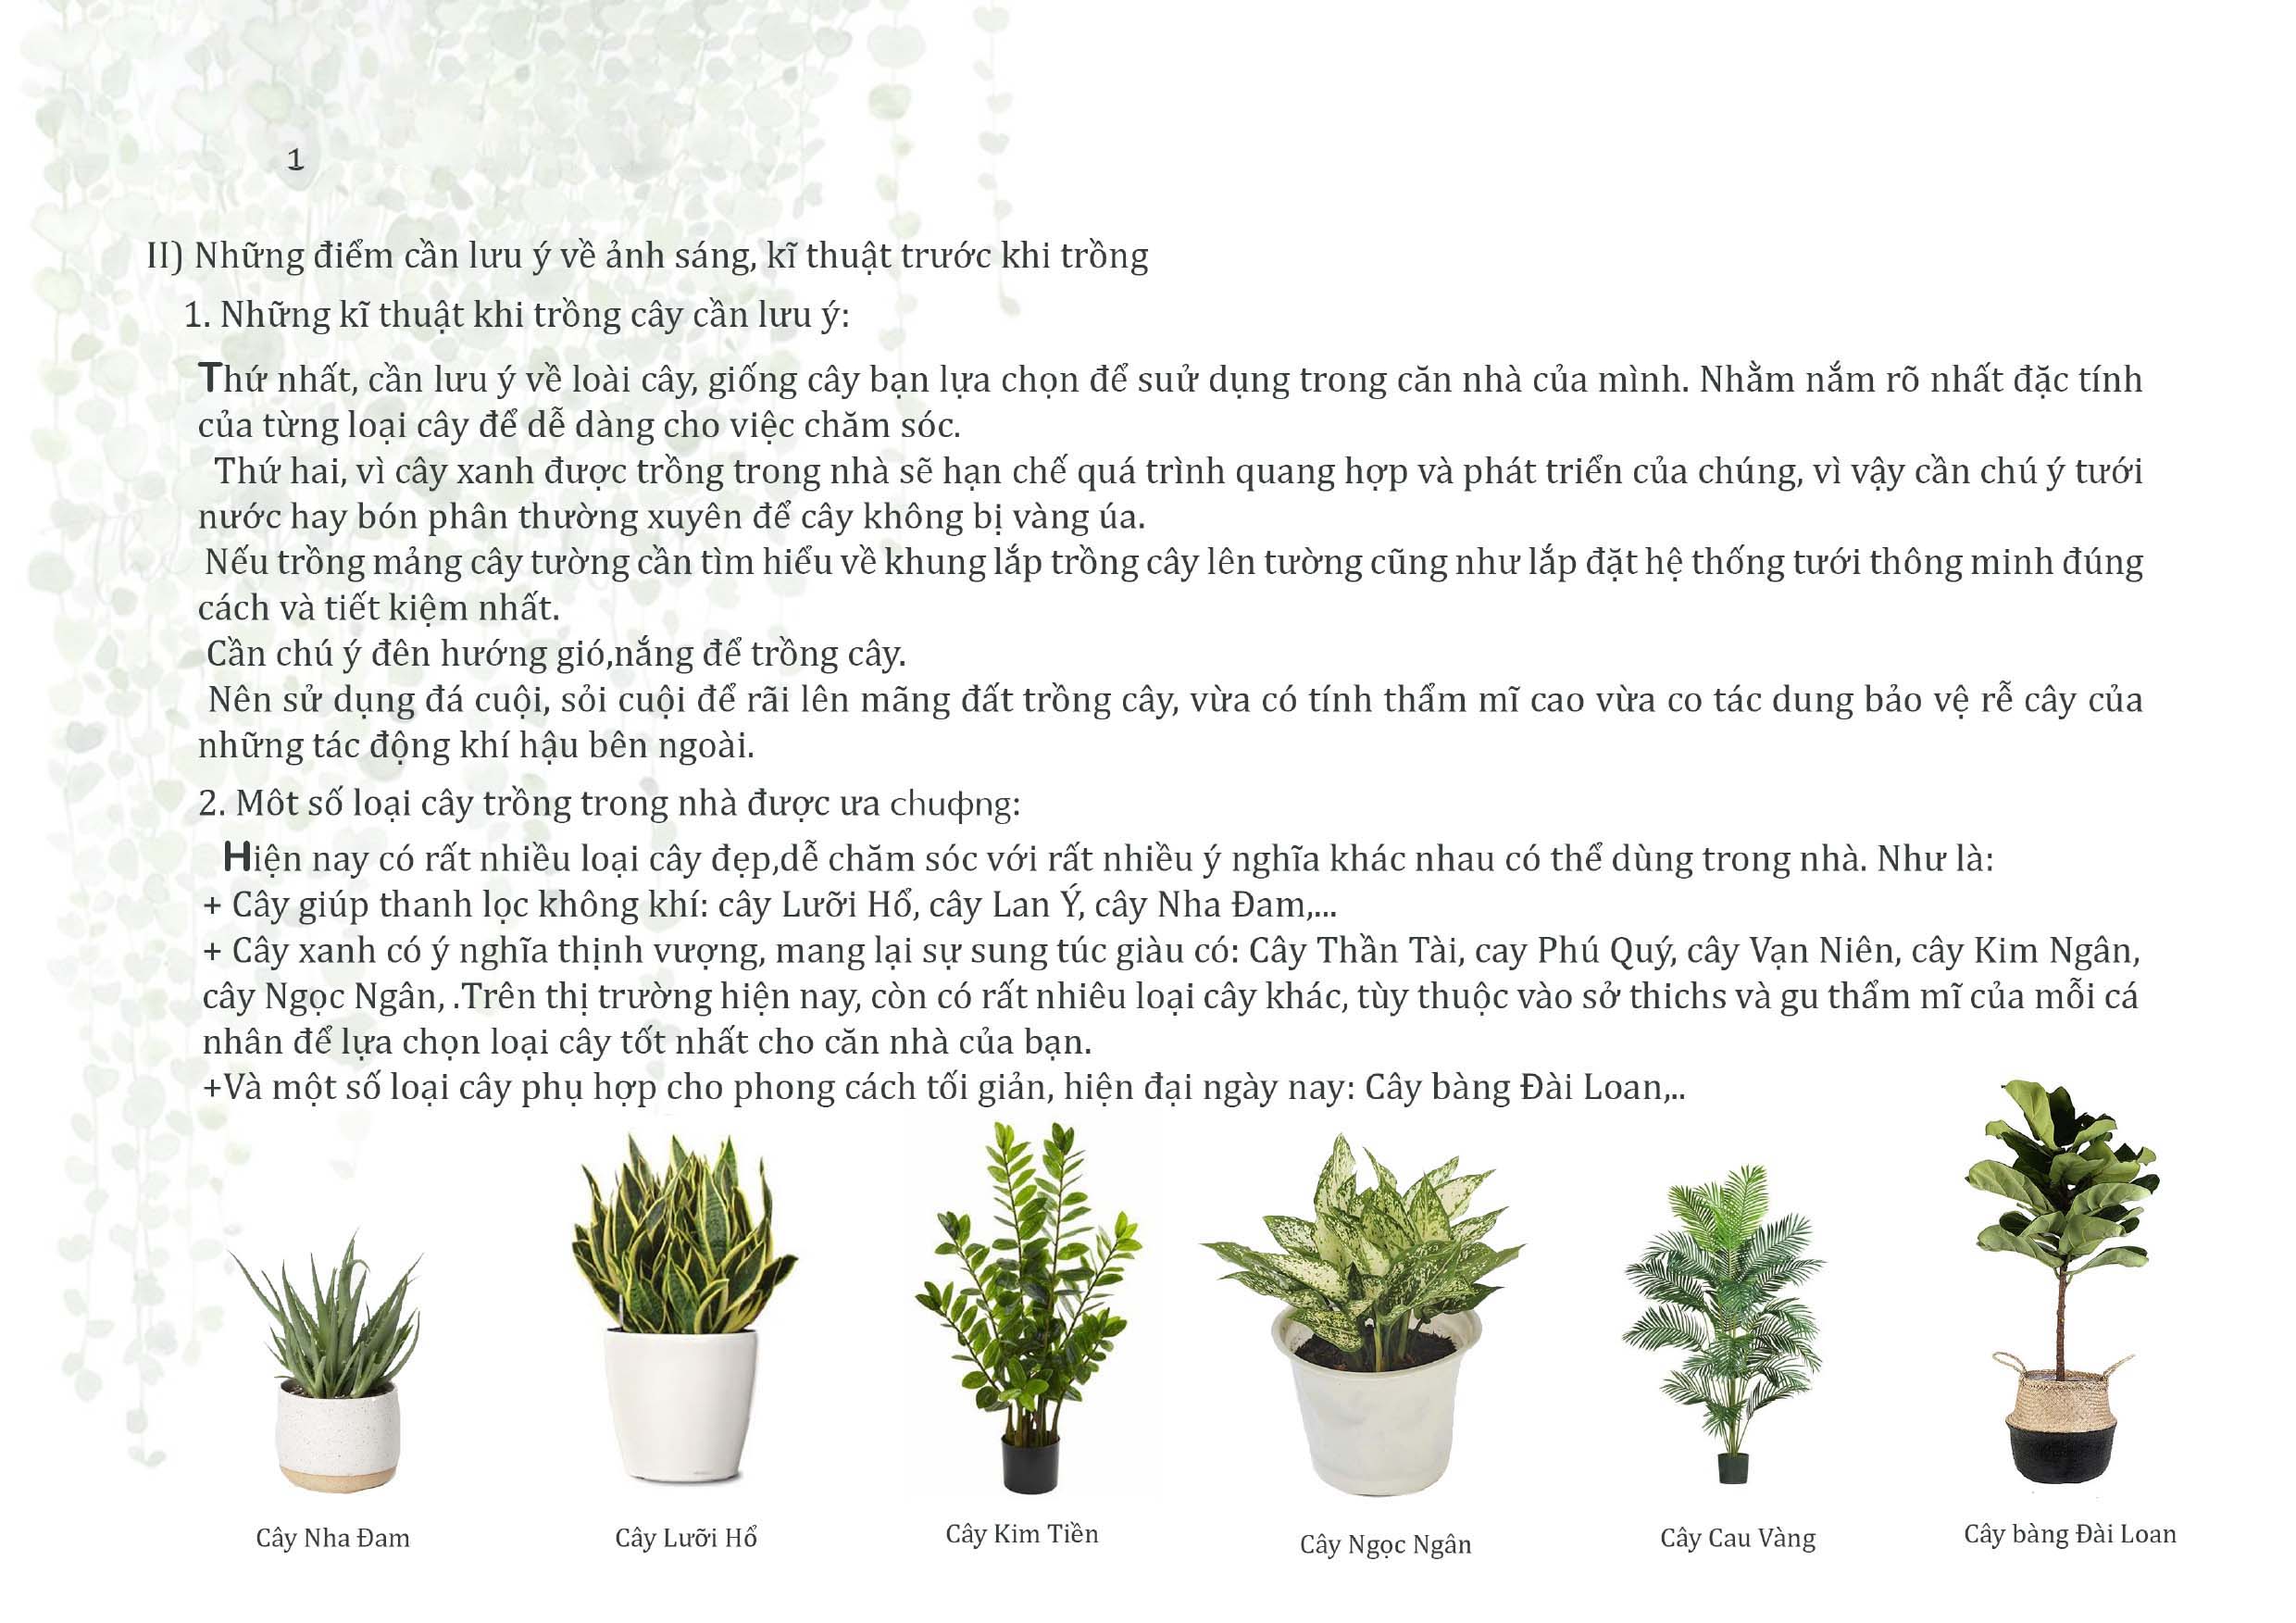 1
II) Những điểm cần lưu ý về ảnh sáng, kĩ thuật trước khi trồng
1. Những kĩ thuật khi trồng cây cần lưu ý:
Thứ nhất, cần lưu ý về loài cây, giống cây bạn lựa chọn để suử dụng trong căn nhà của mình. Nhằm nắm rõ nhất đặc tính
của từng loại cây để dễ dàng cho việc chăm sóc.
Thứ hai, vì cây xanh được trồng trong nhà sẽ hạn chế quá trình quang hợp và phát triển của chúng, vì vậy cần chú ý tưới
nước hay bón phân thường xuyên để cây không bị vàng úa.
Nếu trồng mảng cây tường cần tìm hiểu về khung lắp trồng cây lên tường cũng như lắp đặt hệ thống tưới thông minh đúng
cách và tiết kiệm nhất.
Cần chú ý đên hướng gió,nắng để trồng cây.
Nên sử dụng đá cuội, sỏi cuội để rãi lên mãng đất trồng cây, vừa có tính thẩm mĩ cao vừa co tác dung bảo vệ rễ cây của
những tác động khí hậu bên ngoài.
2. Môt số loại cây trồng trong nhà được ưa chuọng:
Hiện nay có rất nhiều loại cây đẹp,dễ chăm sóc với rất nhiều ý nghĩa khác nhau có thể dùng trong nhà. Như là:
+ Cây giúp thanh lọc không khí: cây Lưỡi Hổ, cây Lan Ý, cây Nha Đam,...
+ Cây xanh có ý nghĩa thịnh vượng, mang lại sự sung túc giàu có: Cây Thần Tài, cay Phú Quý, cây Vạn Niên, cây Kim Ngân,
cây Ngọc Ngân, .Trên thị trường hiện nay, còn có rất nhiêu loại cây khác, tùy thuộc vào sở thichs và gu thẩm mĩ của mỗi cá
nhân để lựa chọn loại cây tốt nhất cho căn nhà của bạn.
+Và một số loại cây phụ hợp cho phong cách tối giản, hiện đại ngày nay: Cây bàng Đài Loan,..
Cây Nha Đam
Cây Lưỡi Hổ
Cây Kim Tiền
Cây Ngọc Ngân
Cây Cau Vàng
Cây bàng Đài Loan